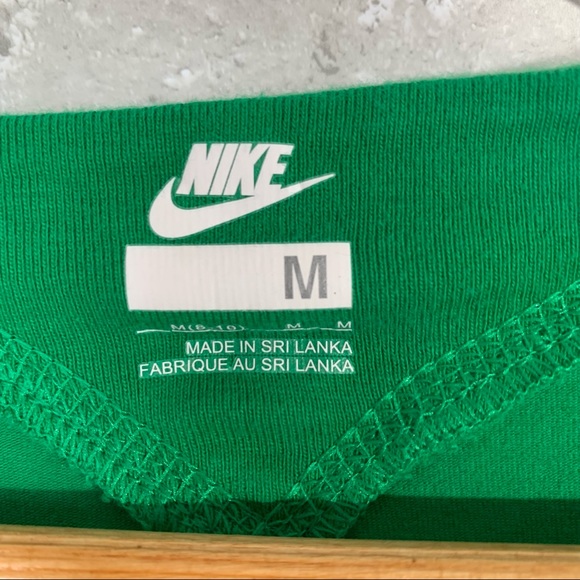 NIKE
M
M(8-10) M M
MADE IN SRI LANKA
FABRIQUE AU SRI LANKA